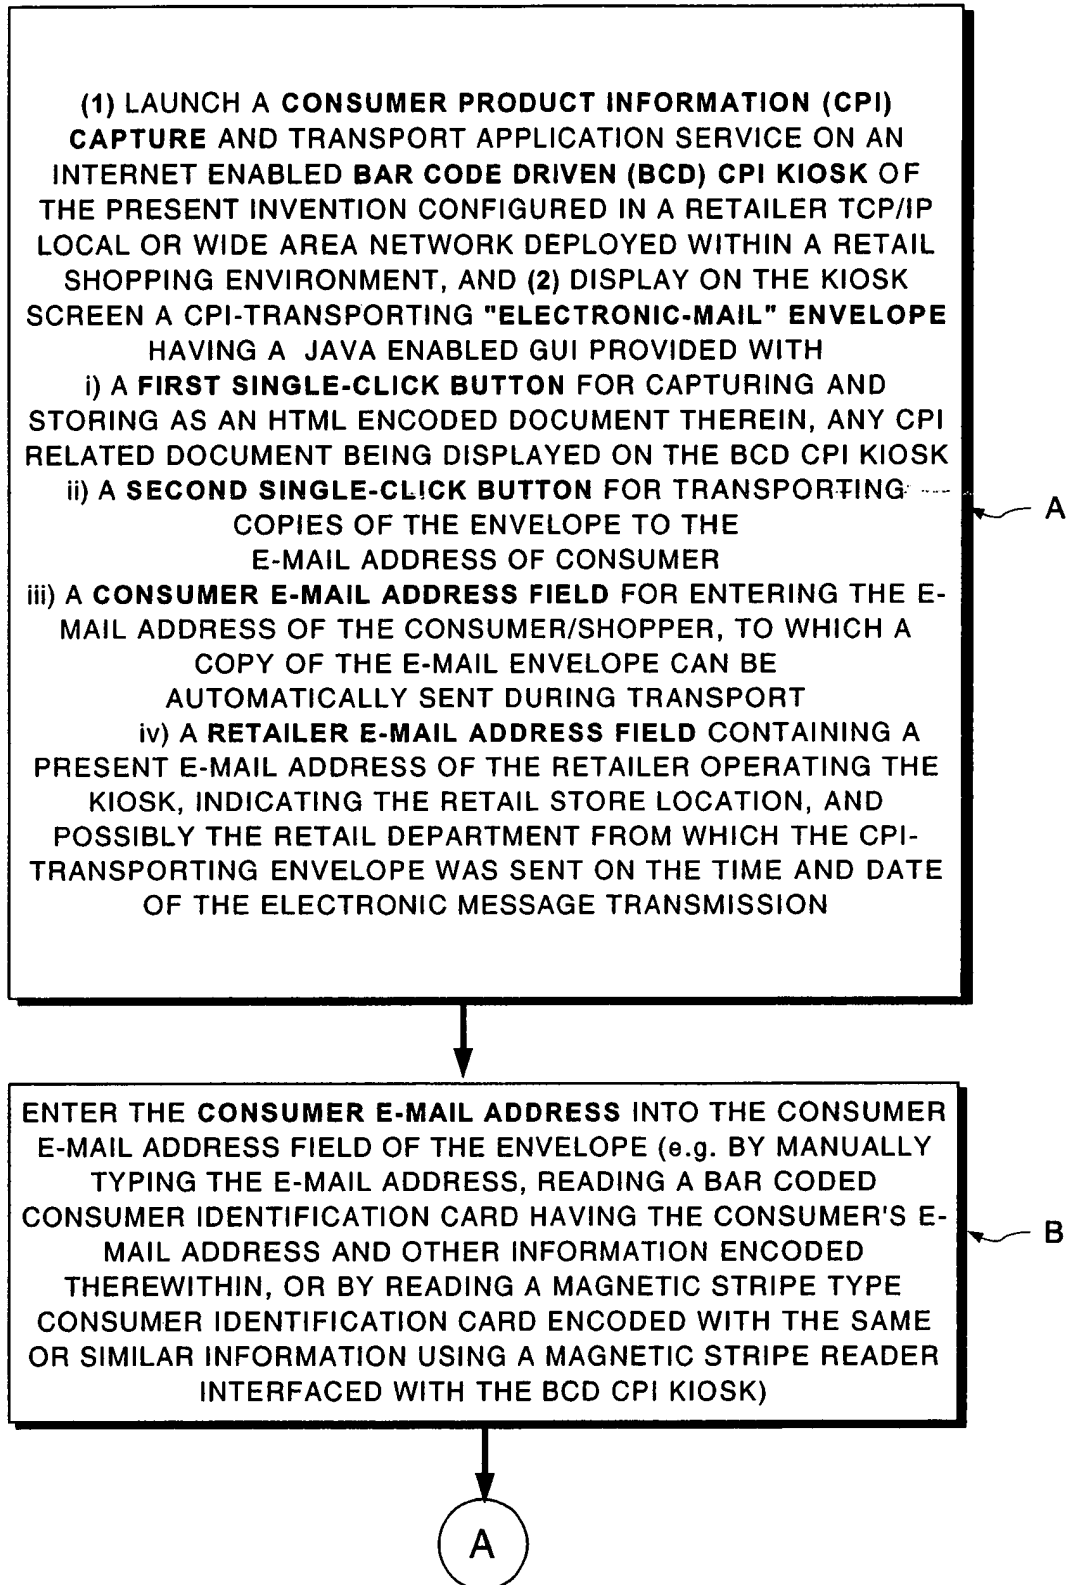 (1) LAUNCH A CONSUMER PRODUCT INFORMATION (CPI)
CAPTURE AND TRANSPORT APPLICATION SERVICE ON AN
INTERNET ENABLED BAR CODE DRIVEN (BCD) CPI KIOSK OF
THE PRESENT INVENTION CONFIGURED IN A RETAILER TCP/IP
LOCAL OR WIDE AREA NETWORK DEPLOYED WITHIN A RETAIL
SHOPPING ENVIRONMENT, AND (2) DISPLAY ON THE KIOSK
SCREEN A CPI-TRANSPORTING "ELECTRONIC-MAIL" ENVELOPE
HAVING A JAVA ENABLED GUI PROVIDED WITH
i) A FIRST SINGLE-CLICK BUTTON FOR CAPTURING AND
STORING AS AN HTML ENCODED DOCUMENT THEREIN, ANY CPI
RELATED DOCUMENT BEING DISPLAYED ON THE BCD CPI KIOSK
ii) A SECOND SINGLE-CLICK BUTTON FOR TRANSPORTING
COPIES OF THE ENVELOPE TO THE
E-MAIL ADDRESS OF CONSUMER
iii) A CONSUMER E-MAIL ADDRESS FIELD FOR ENTERING THE E-
MAIL ADDRESS OF THE CONSUMER/SHOPPER, TO WHICH A
COPY OF THE E-MAIL ENVELOPE CAN BE
AUTOMATICALLY SENT DURING TRANSPORT
iv) A RETAILER E-MAIL ADDRESS FIELD CONTAINING A
PRESENT E-MAIL ADDRESS OF THE RETAILER OPERATING THE
KIOSK, INDICATING THE RETAIL STORE LOCATION, AND
POSSIBLY THE RETAIL DEPARTMENT FROM WHICH THE CPI-
TRANSPORTING ENVELOPE WAS SENT ON THE TIME AND DATE
OF THE ELECTRONIC MESSAGE TRANSMISSION
A
ENTER THE CONSUMER E-MAIL ADDRESS INTO THE CONSUMER
E-MAIL ADDRESS FIELD OF THE ENVELOPE (e.g. BY MANUALLY
TYPING THE E-MAIL ADDRESS, READING A BAR CODED
CONSUMER IDENTIFICATION CARD HAVING THE CONSUMER'S E-
MAIL ADDRESS AND OTHER INFORMATION ENCODED
THEREWITHIN, OR BY READING A MAGNETIC STRIPE TYPE
CONSUMER IDENTIFICATION CARD ENCODED WITH THE SAME
OR SIMILAR INFORMATION USING A MAGNETIC STRIPE READER
INTERFACED WITH THE BCD CPI KIOSK)
B
A